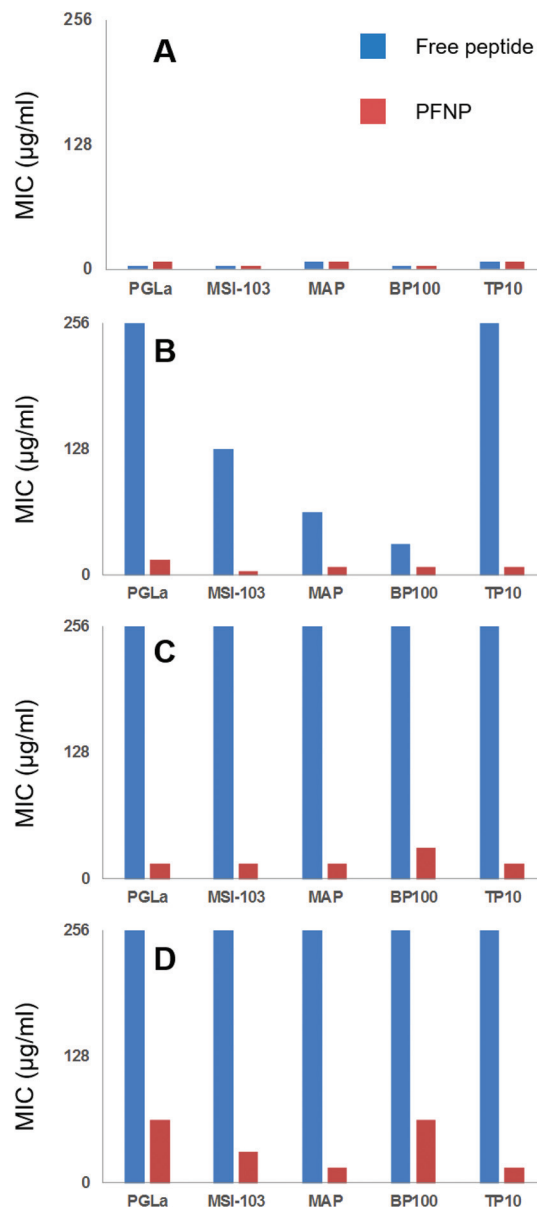 256
A
Free peptide
PFNP
MIC (µg/ml)
128
0
PGLa MSI-103 MAP BP100 TP10
256
B
MIC (µg/ml)
128
0
PGLa MSI-103 MAP BP100 TP10
256
C
MIC (µg/ml)
128
0
PGLa MSI-103 MAP BP100 TP10
256
D
MIC (µg/ml)
128
0
PGLa MSI-103 MAP BP100 TP10